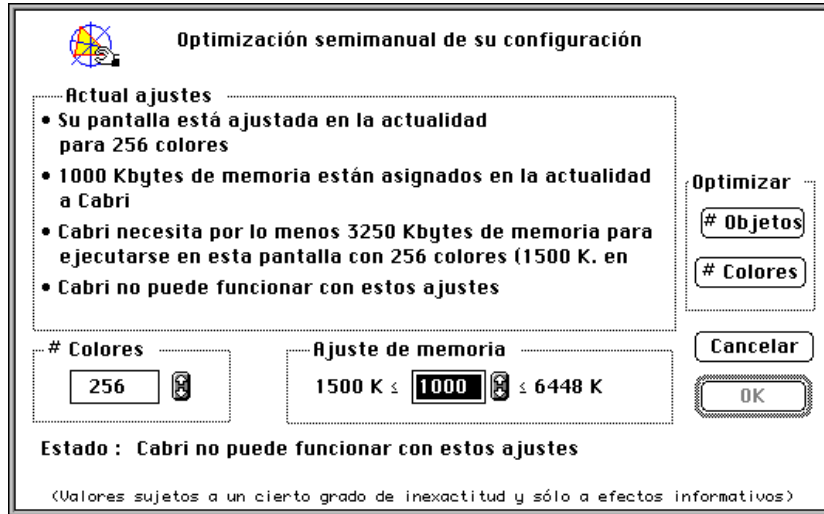 Optimización semimanual de su configuración
Actual ajustes
• Su pantalla está ajustada en la actualidad
para 256 colores
• 1000 Kbytes de memoria están asignados en la actualidad
a Cabri
• Cabri necesita por lo menos 3250 Kbytes de memoria para
ejecutarse en esta pantalla con 256 colores (1500 K. en
• Cabri no puede funcionar con estos ajustes
Optimizar
# Objetos
# Colores
# Colores
256
Ajuste de memoria
1500 K ≤ 1000 ≤ 6448 K
Cancelar
OK
Estado : Cabri no puede funcionar con estos ajustes
(Valores sujetos a un cierto grado de inexactitud y sólo a efectos informativos)